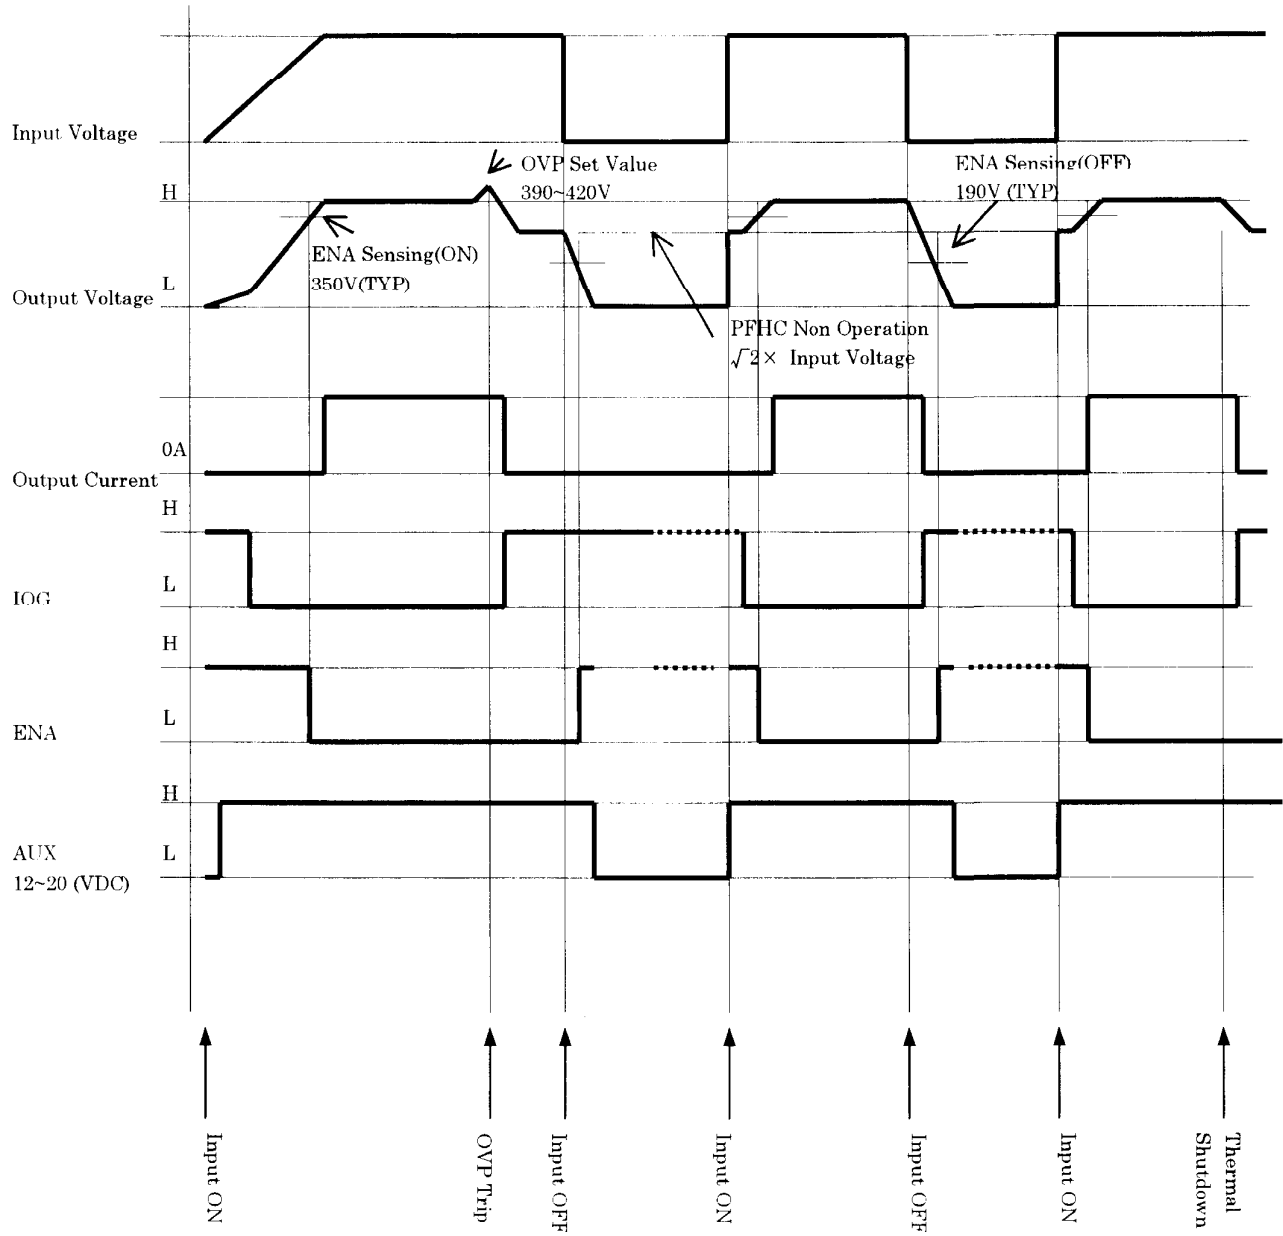 Input Voltage
OVP Set Value
390~420V
ENA Sensing(OFF)
190V (TYP)
H
ENA Sensing(ON)
350V(TYP)
L
Output Voltage
PFHC Non Operation
√2× Input Voltage
0A
Output Current
H
L
IOG
H
L
ENA
H
L
AUX
12~20 (VDC)
Input ON
OVP Trip
Input OFF
Input ON
Input OFF
Input ON
Thermal
Shutdown